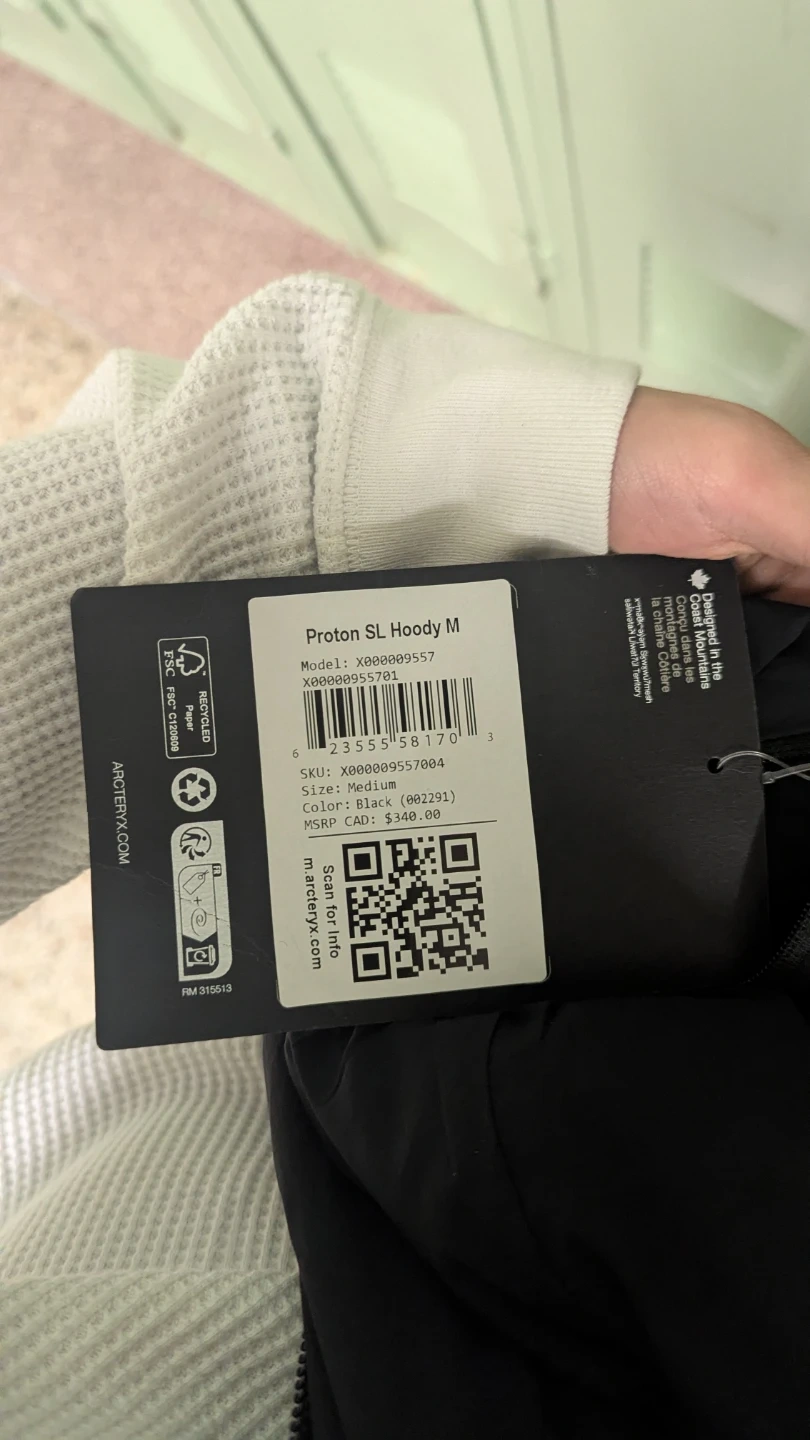 Proton SL Hoody M
Model: X000009557
X00000955701
6 23555 58170 3
SKU: X000009557004
Size: Medium
Color: Black (002291)
MSRP CAD: $340.00
Scan for Info
m.arcteryx.com
Designed in the
Coast Mountains
Conçu dans les
montagnes de
la chaîne Côtière
Territory
RECYCLED
Paper
FSC
FSC® C120609
FR
+
RM 315513
ARCTERYX.COM